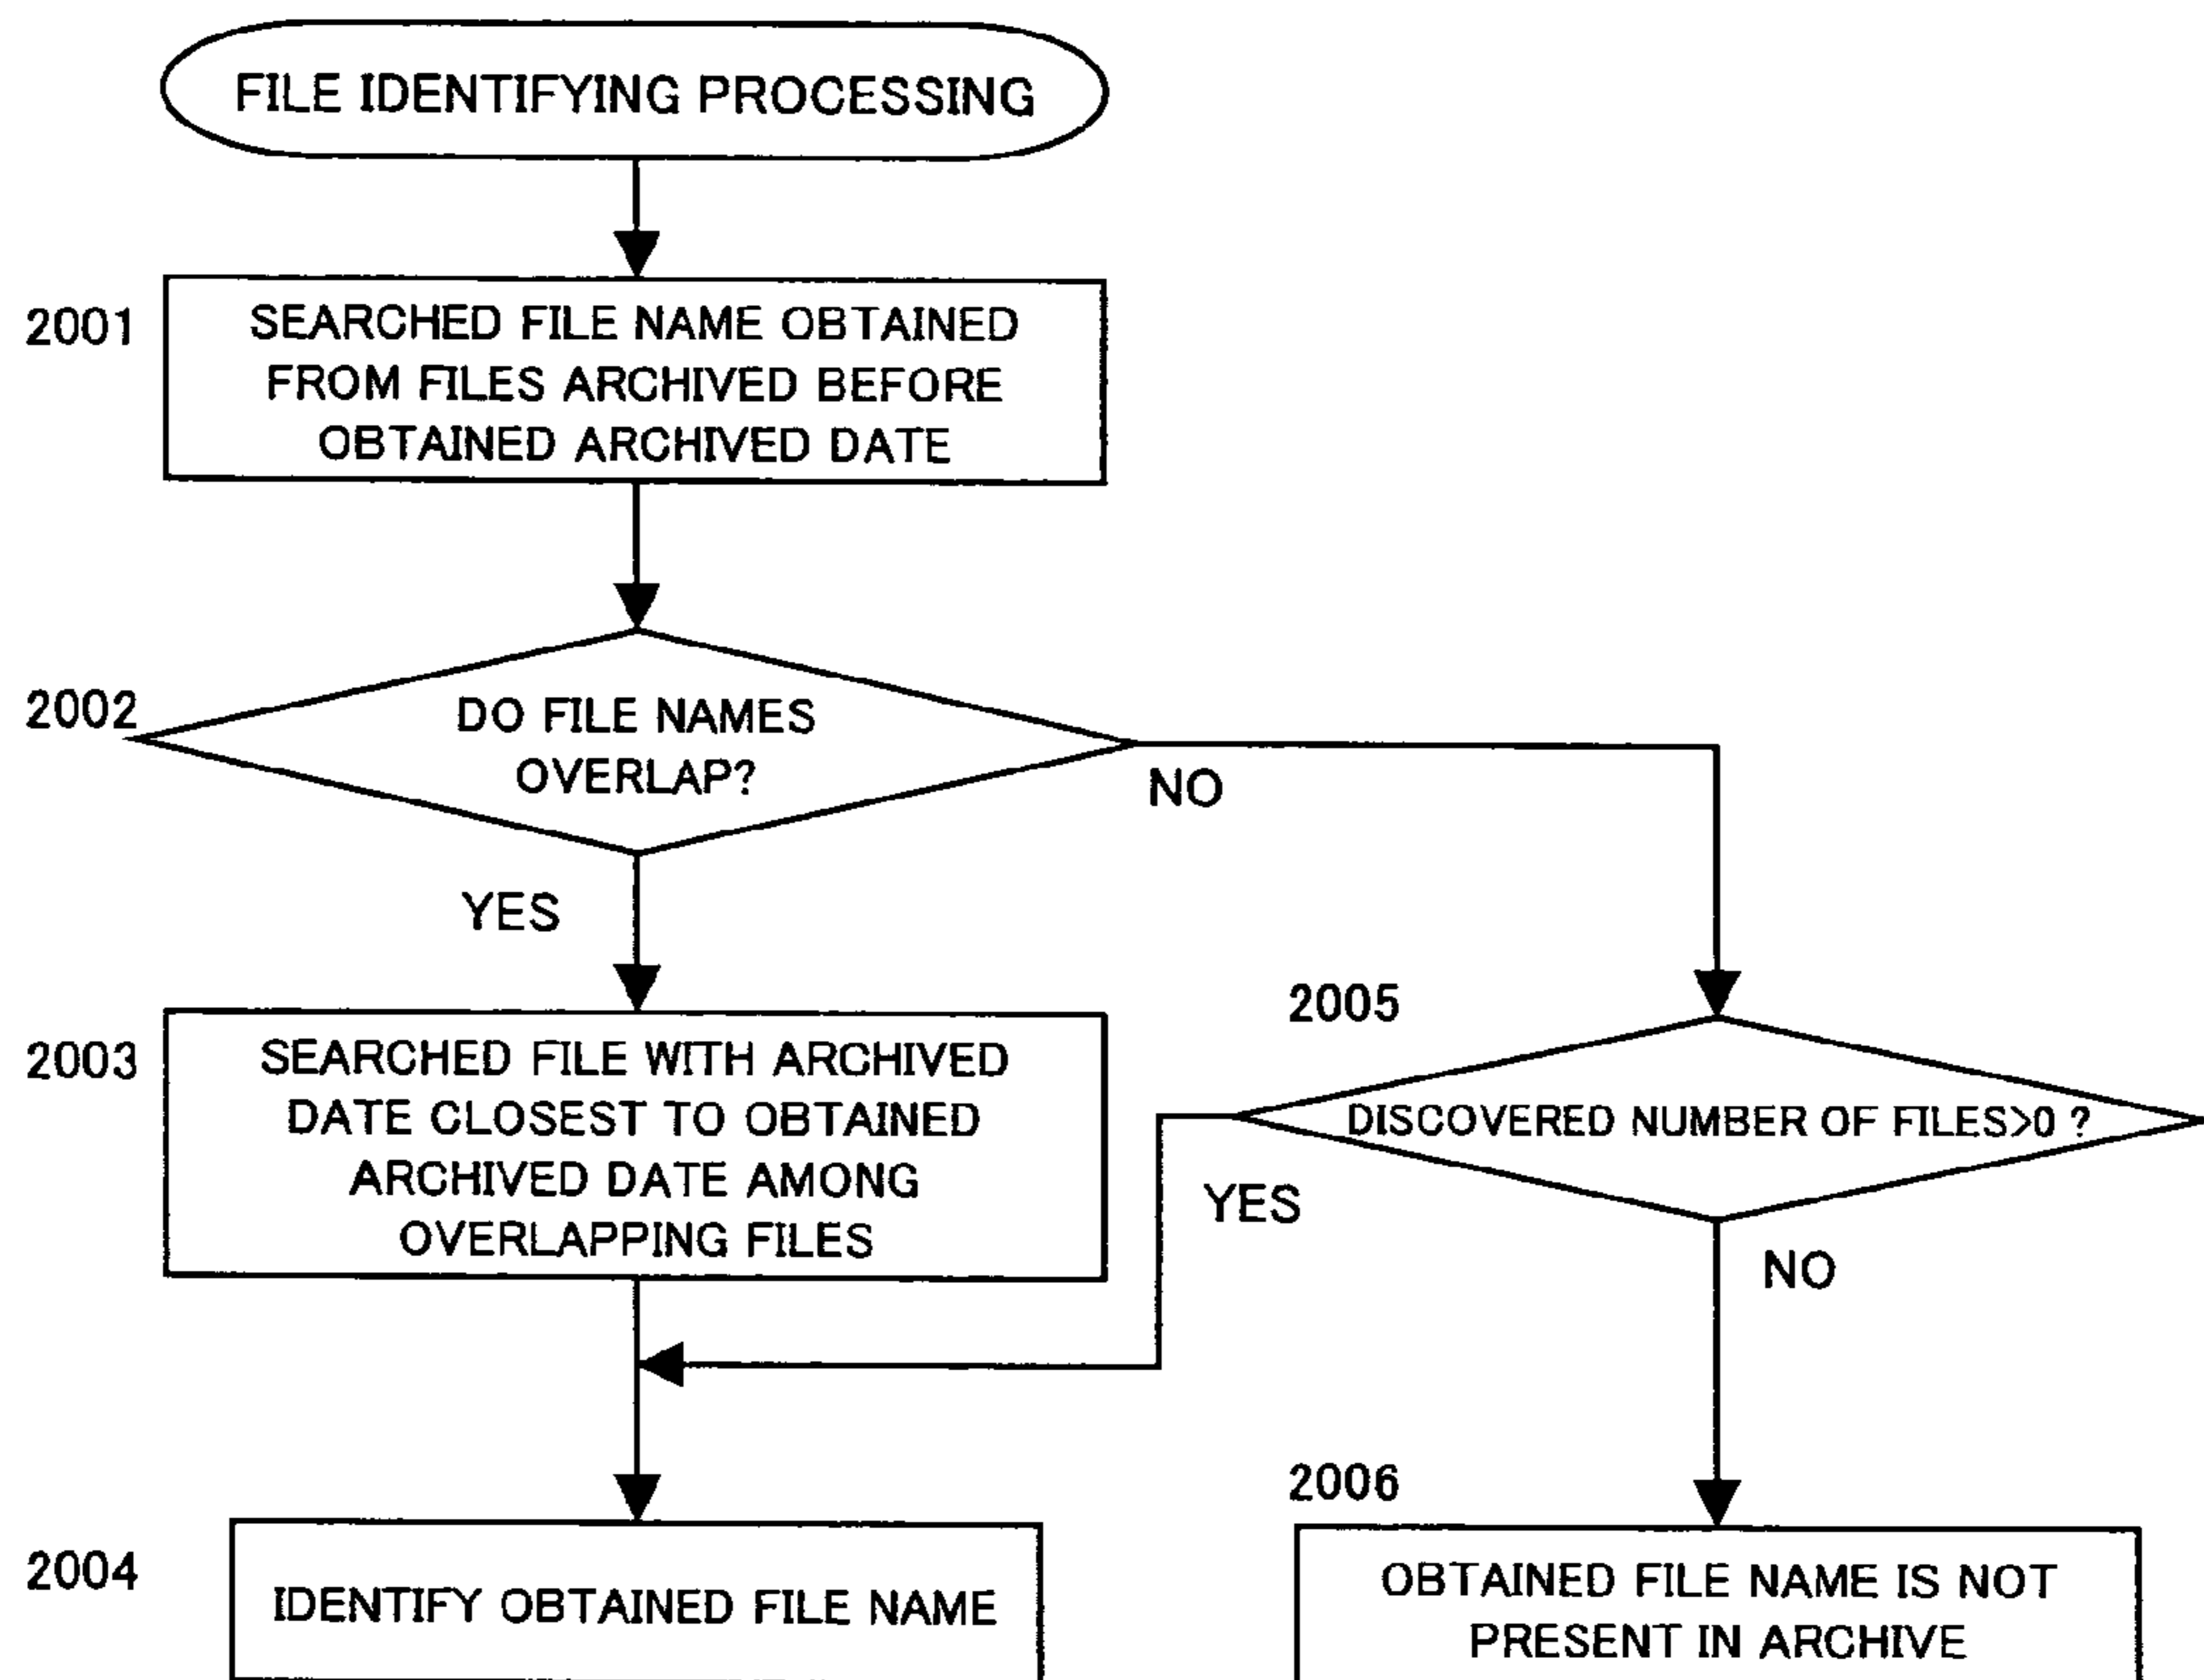 FILE IDENTIFYING PROCESSING
2001
SEARCHED FILE NAME OBTAINED
FROM FILES ARCHIVED BEFORE
OBTAINED ARCHIVED DATE
2002
DO FILE NAMES
OVERLAP?
NO
YES
2003
SEARCHED FILE WITH ARCHIVED
DATE CLOSEST TO OBTAINED
ARCHIVED DATE AMONG
OVERLAPPING FILES
2005
DISCOVERED NUMBER OF FILES>0 ?
YES
NO
2004
IDENTIFY OBTAINED FILE NAME
2006
OBTAINED FILE NAME IS NOT
PRESENT IN ARCHIVE